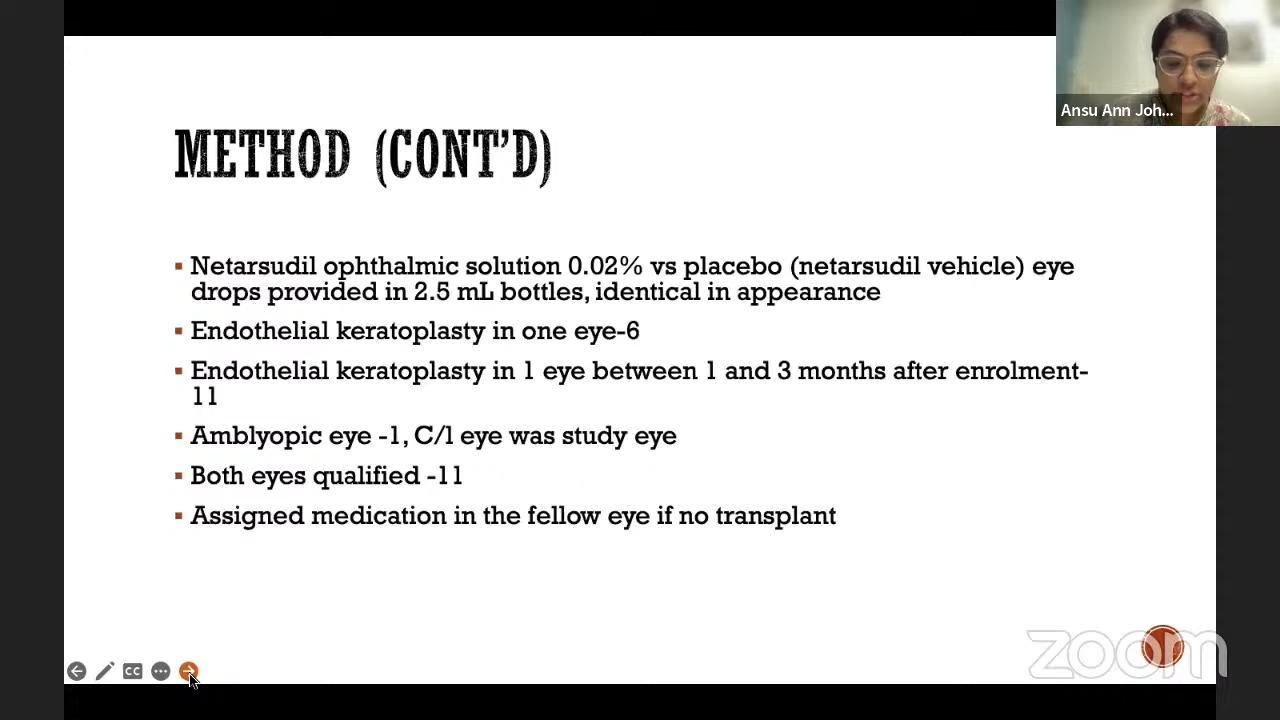 Ansu Ann Joh...
METHOD (CONT'D)
▪ Netarsudil ophthalmic solution 0.02% vs placebo (netarsudil vehicle) eye
drops provided in 2.5 mL bottles, identical in appearance
▪ Endothelial keratoplasty in one eye-6
▪ Endothelial keratoplasty in 1 eye between 1 and 3 months after enrolment-
11
▪ Amblyopic eye -1, C/l eye was study eye
▪ Both eyes qualified -11
▪ Assigned medication in the fellow eye if no transplant
CC
zoom